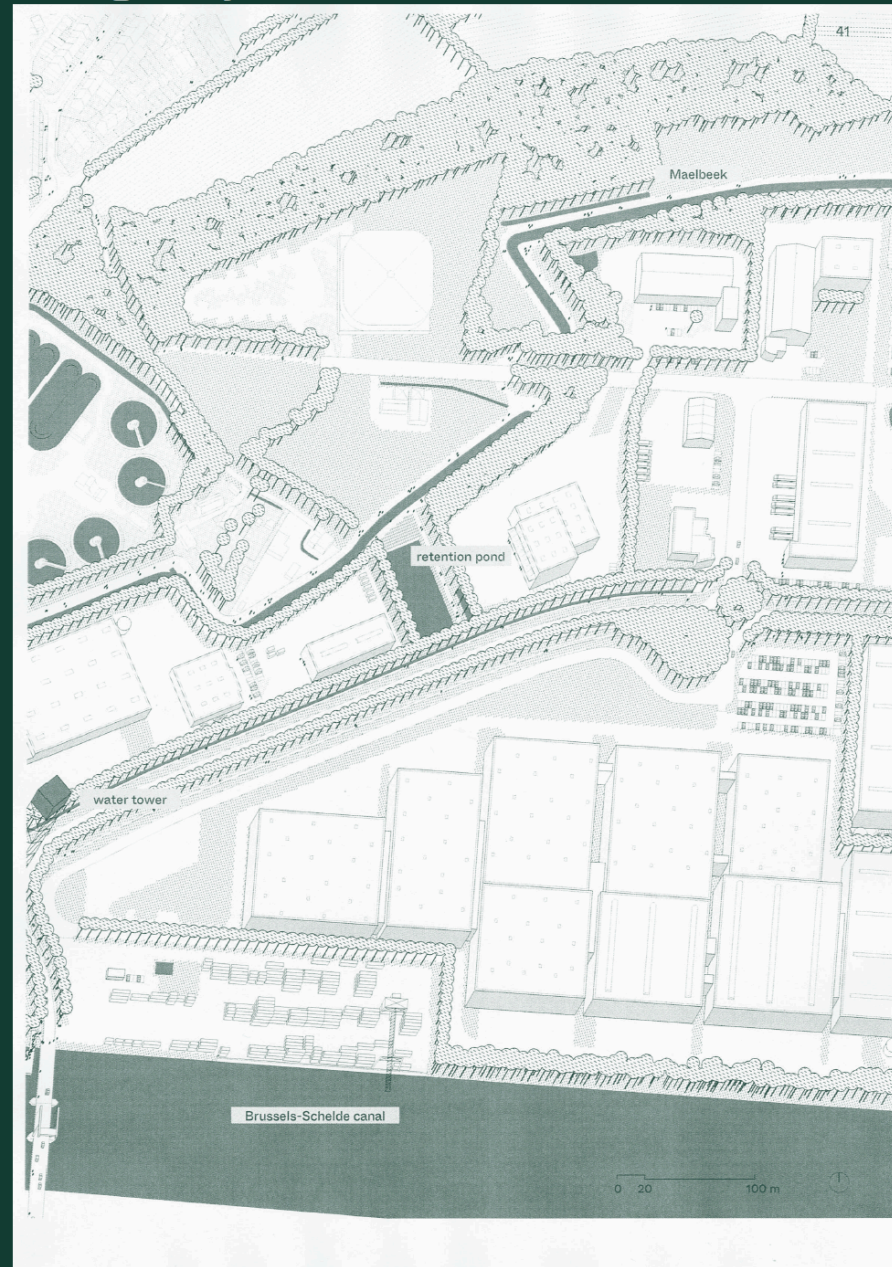 41
Maelbeek
retention pond
water tower
Brussels-Schelde canal
0 20 100 m